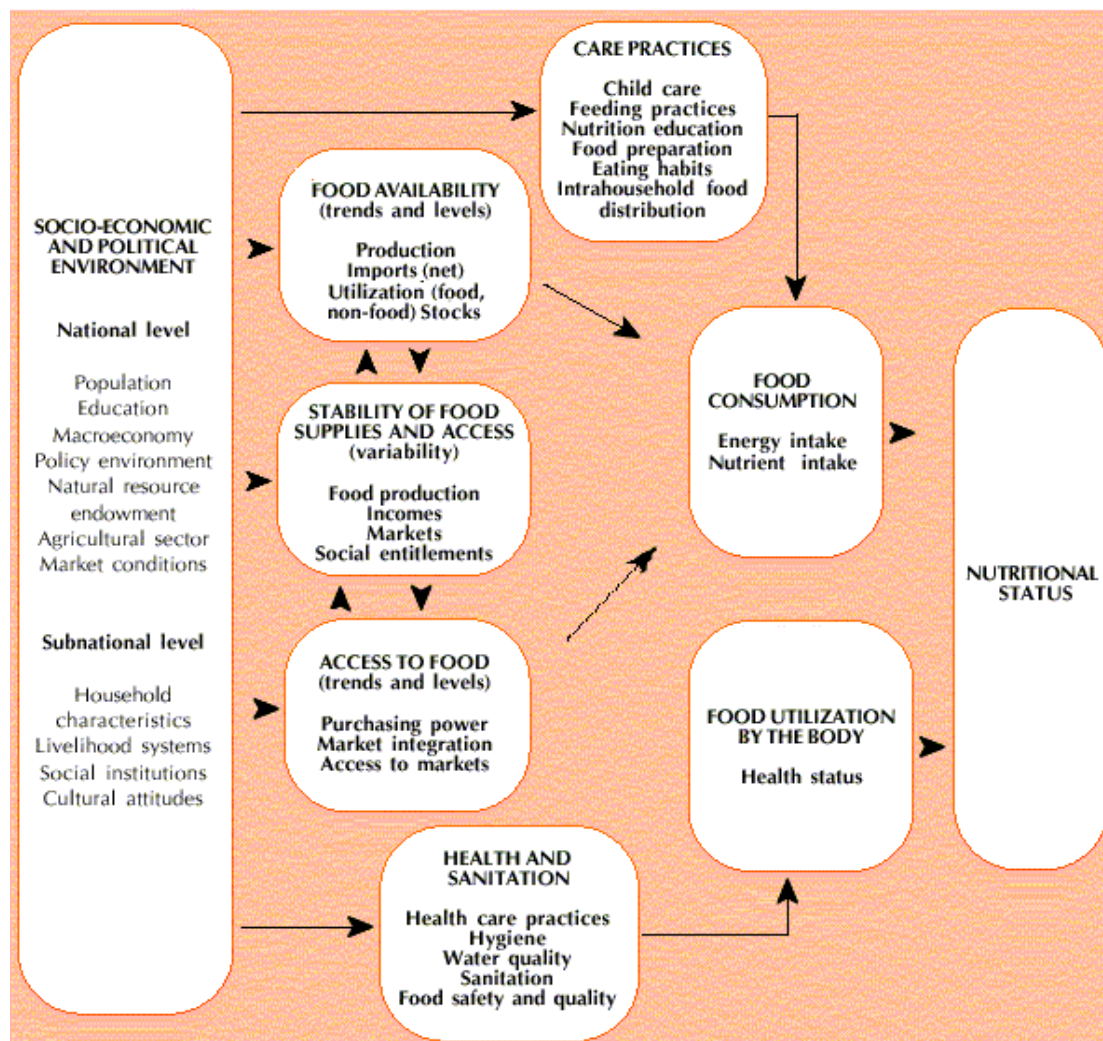 SOCIO-ECONOMIC
AND POLITICAL
ENVIRONMENT
National level
Population
Education
Macroeconomy
Policy environment
Natural resource
endowment
Agricultural sector
Market conditions
Subnational level
Household
characteristics
Livelihood systems
Social institutions
Cultural attitudes
CARE PRACTICES
Child care
Feeding practices
Nutrition education
Food preparation
Eating habits
Intrahousehold food
distribution
FOOD AVAILABILITY
(trends and levels)
Production
Imports (net)
Utilization (food,
non-food) Stocks
STABILITY OF FOOD
SUPPLIES AND ACCESS
(variability)
Food production
Incomes
Markets
Social entitlements
ACCESS TO FOOD
(trends and levels)
Purchasing power
Market integration
Access to markets
HEALTH AND
SANITATION
Health care practices
Hygiene
Water quality
Sanitation
Food safety and quality
FOOD
CONSUMPTION
Energy intake
Nutrient intake
FOOD UTILIZATION
BY THE BODY
Health status
NUTRITIONAL
STATUS